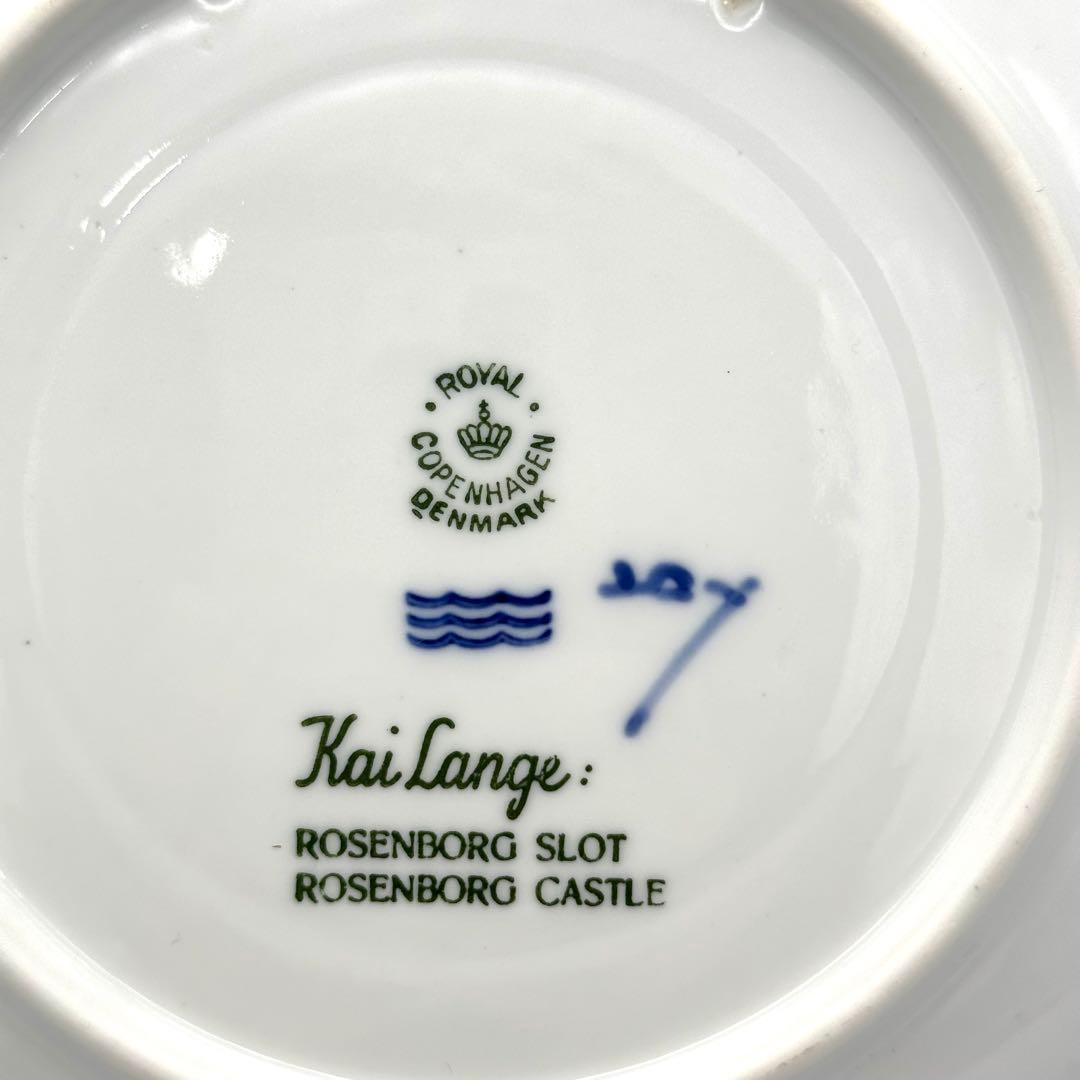 ROYAL
COPENHAGEN
DENMARK
Kai Lange:
ROSENBORG SLOT
ROSENBORG CASTLE